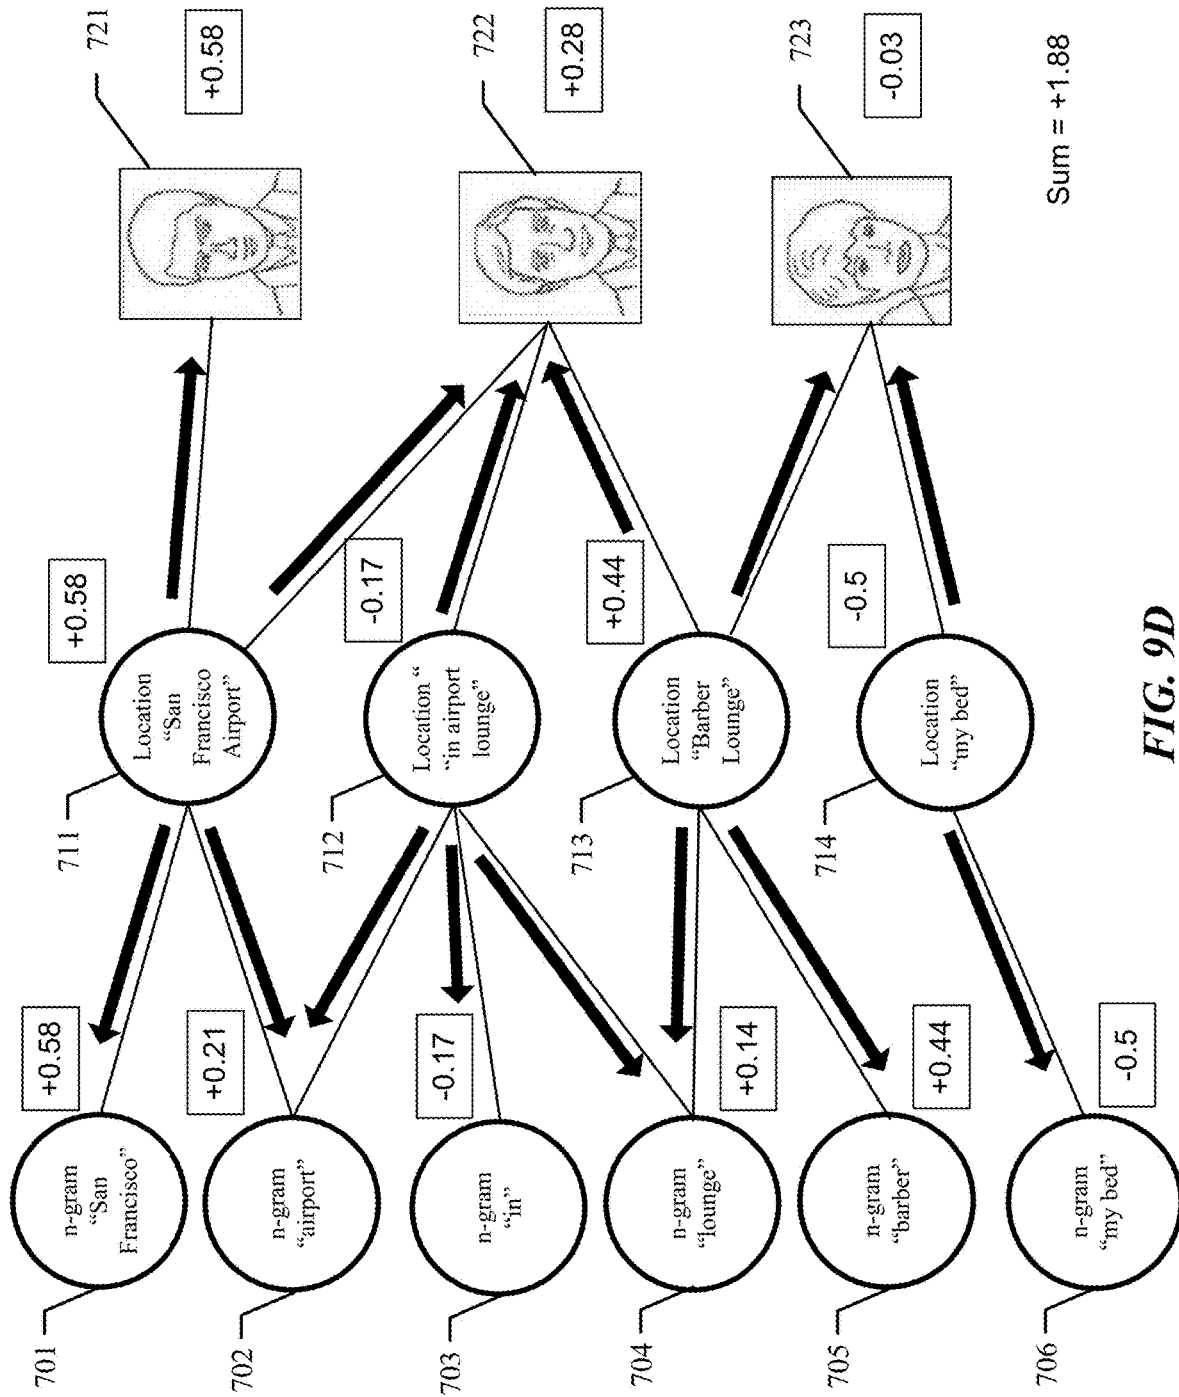 701
n-gram
“San
Francisco”
+0.58
702
n-gram
“airport”
+0.21
703
n-gram
“in”
-0.17
704
n-gram
“lounge”
+0.14
705
n-gram
“barber”
+0.44
706
n-gram
“my bed”
-0.5
711
Location
“San
Francisco
Airport”
+0.58
712
Location “
“in airport
lounge”
-0.17
713
Location
“Barber
Lounge”
+0.44
714
Location
“my bed”
-0.5
721
+0.58
722
+0.28
723
-0.03
Sum = +1.88
FIG. 9D